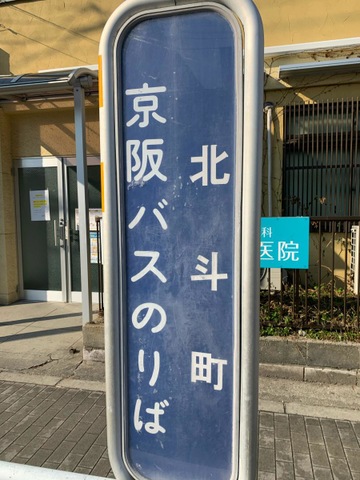 北斗町
京阪バスのりば
科
医院